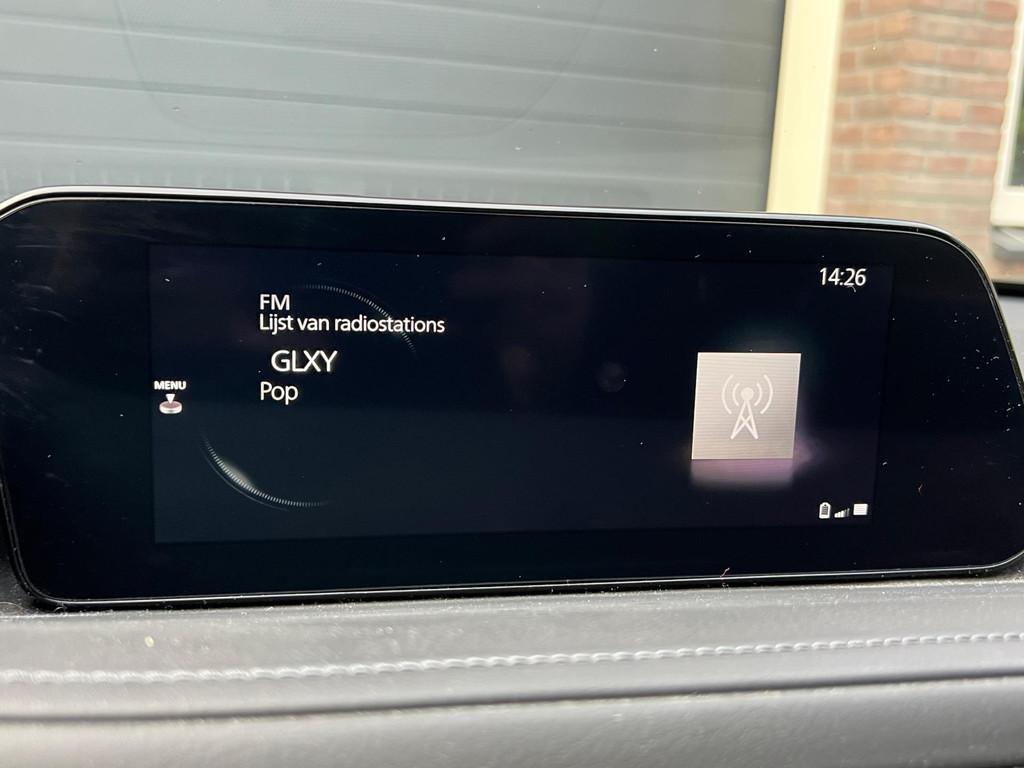 14:26
FM
Lijst van radiostations
GLXY
MENU
Pop